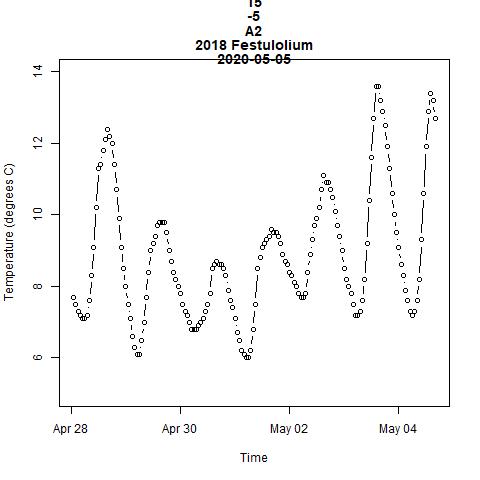 15
-5
A2
2018 Festulolium
2020-05-05
14
12
10
8
6
Temperature (degrees C)
Apr 28
Apr 30
May 02
May 04
Time